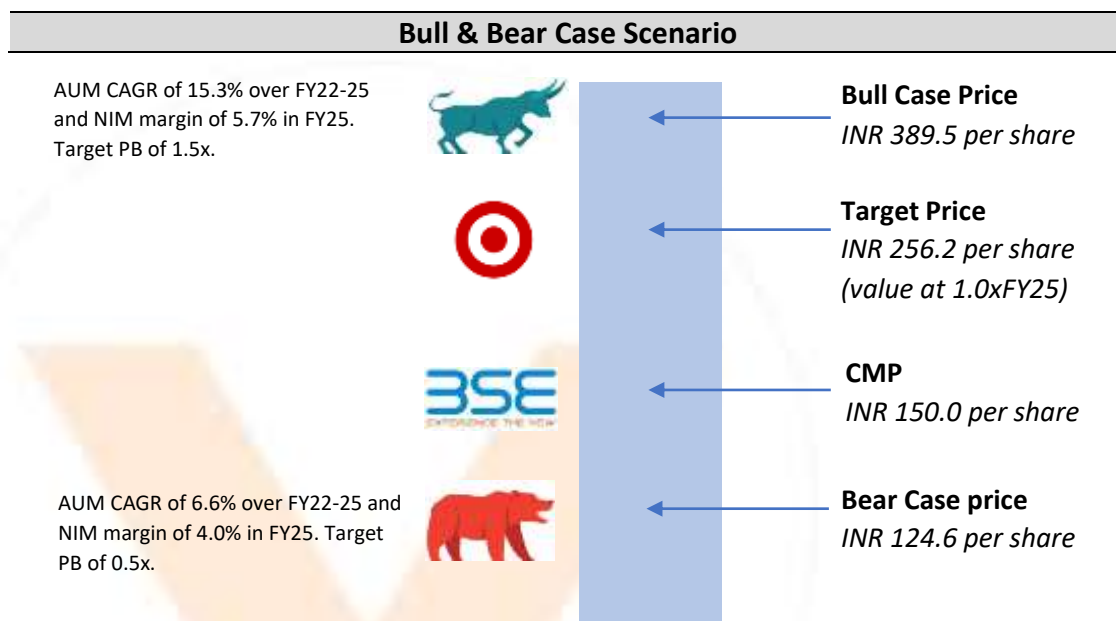 Bull & Bear Case Scenario
AUM CAGR of 15.3% over FY22-25
and NIM margin of 5.7% in FY25.
Target PB of 1.5x.
Bull Case Price
INR 389.5 per share
Target Price
INR 256.2 per share
(value at 1.0xFY25)
BSE
EXPERIENCE THE NEW
CMP
INR 150.0 per share
AUM CAGR of 6.6% over FY22-25 and
NIM margin of 4.0% in FY25. Target
PB of 0.5x.
Bear Case price
INR 124.6 per share